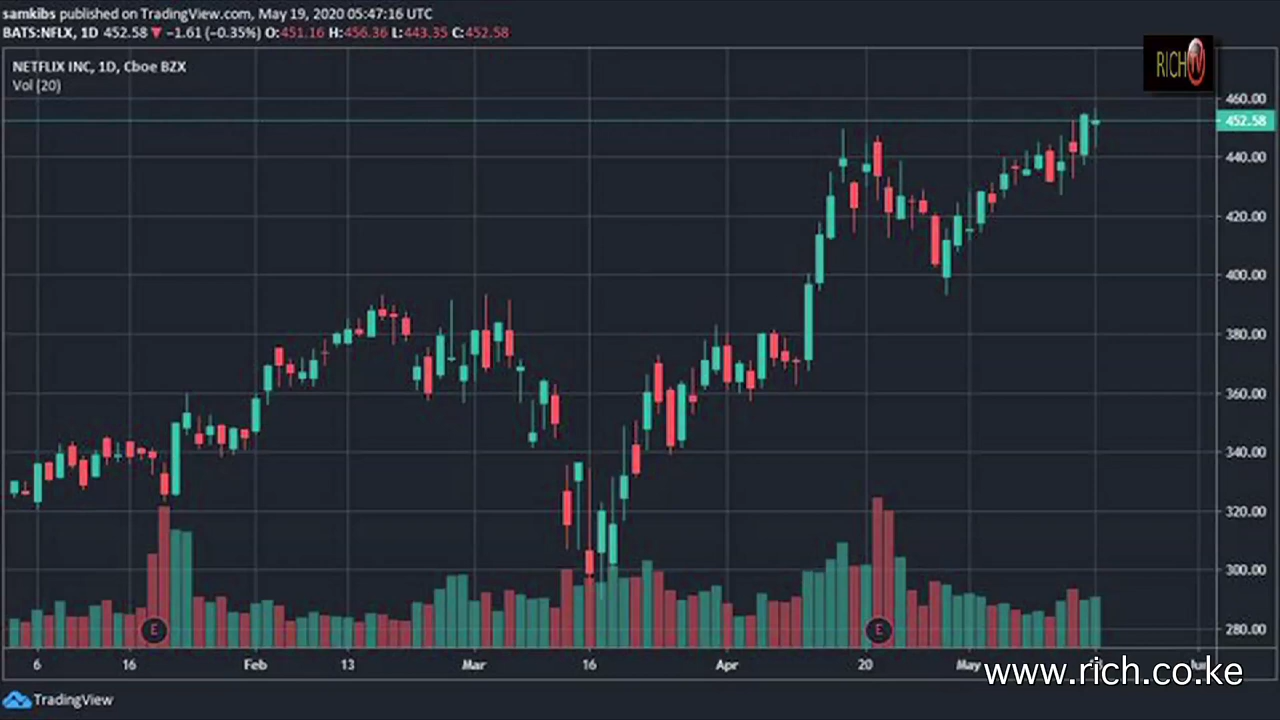 samkibs published on TradingView.com, May 19, 2020 05:47:16 UTC
BATS:NFLX, 1D 452.58 ▼ −1.61 (−0.35%) O:451.16 H:456.36 L:443.35 C:452.58
RICH TV
NETFLIX INC, 1D, Cboe BZX
Vol (20)
460.00
452.58
440.00
420.00
400.00
380.00
360.00
340.00
320.00
300.00
280.00
E E
6 16 Feb 13 Mar 16 Apr 20 May
www.rich.co.ke
TradingView